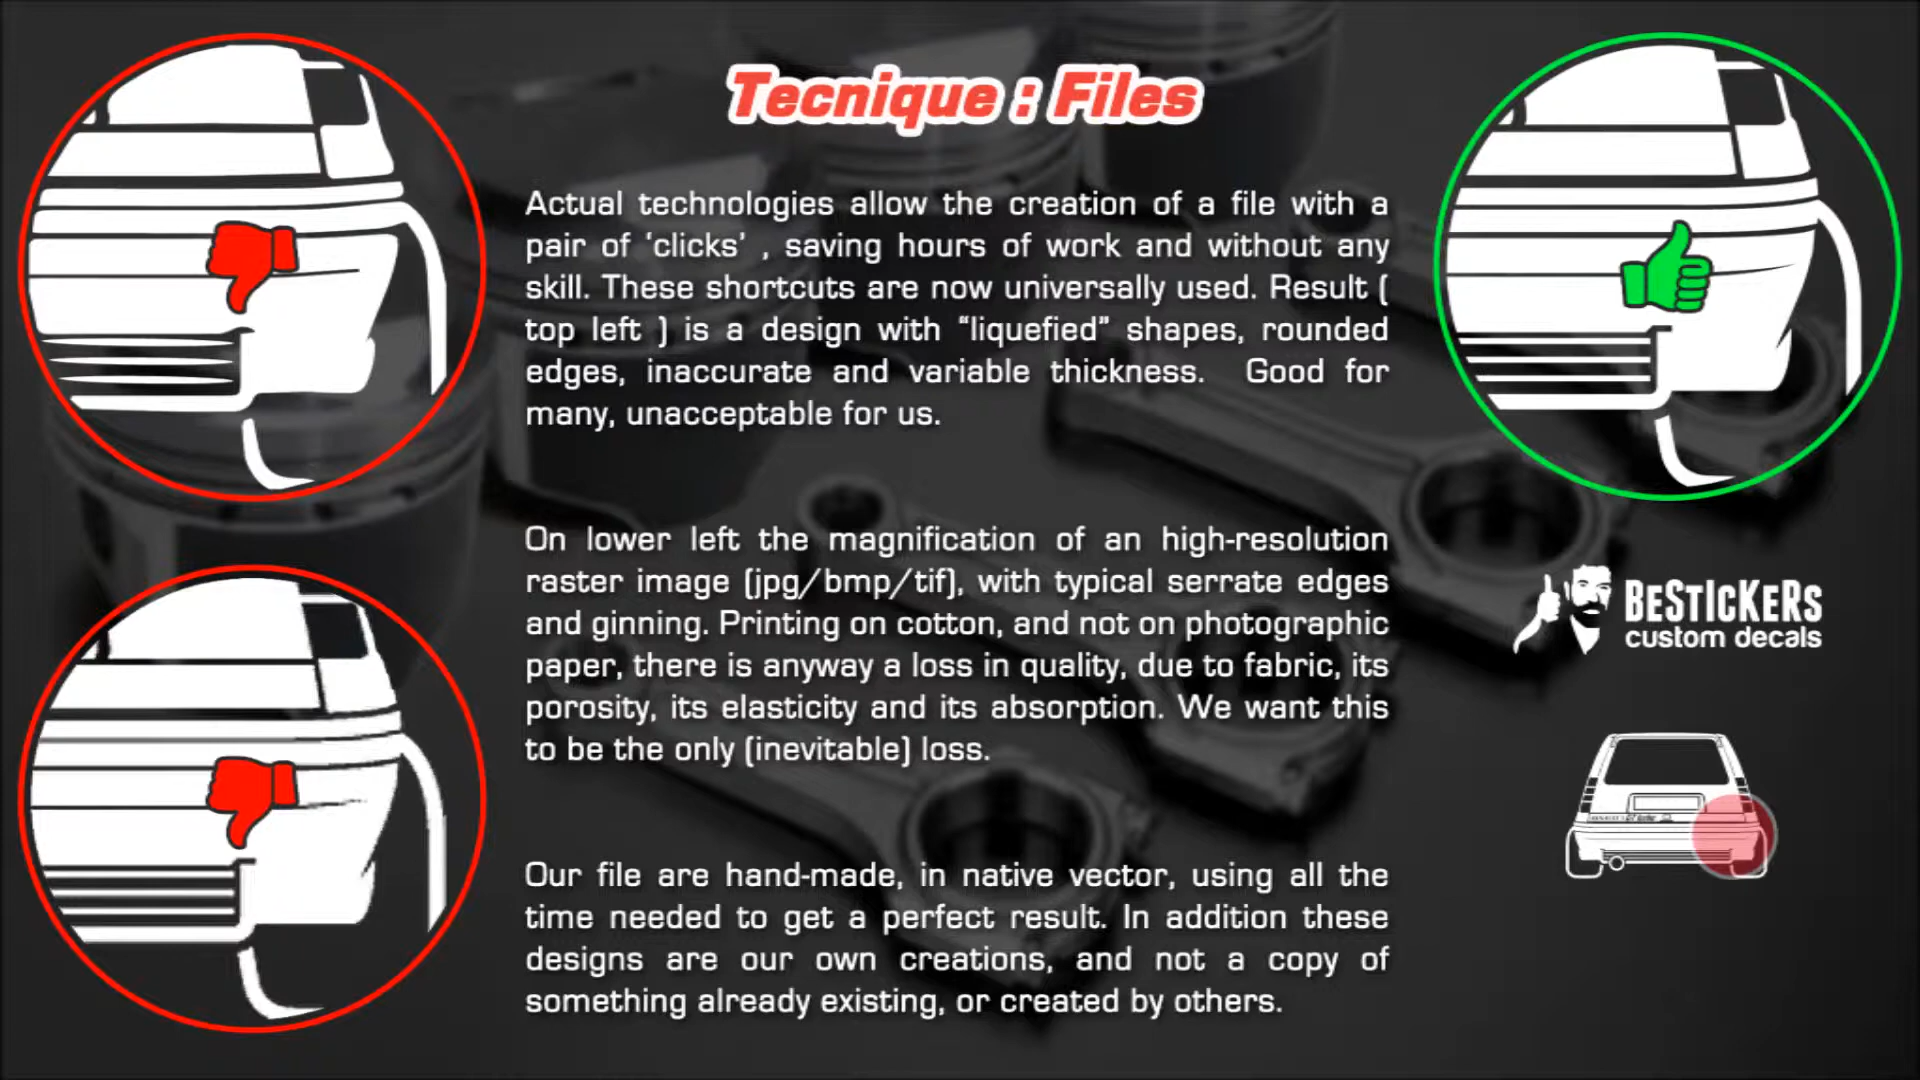 Tecnique : Files
Actual technologies allow the creation of a file with a
pair of ‘clicks’ , saving hours of work and without any
skill. These shortcuts are now universally used. Result (
top left ) is a design with “liquefied” shapes, rounded
edges, inaccurate and variable thickness. Good for
many, unacceptable for us.
On lower left the magnification of an high-resolution
raster image (jpg/bmp/tif), with typical serrate edges
and ginning. Printing on cotton, and not on photographic
paper, there is anyway a loss in quality, due to fabric, its
porosity, its elasticity and its absorption. We want this
to be the only (inevitable) loss.
Our file are hand-made, in native vector, using all the
time needed to get a perfect result. In addition these
designs are our own creations, and not a copy of
something already existing, or created by others.
BeSticKeRs
custom decals